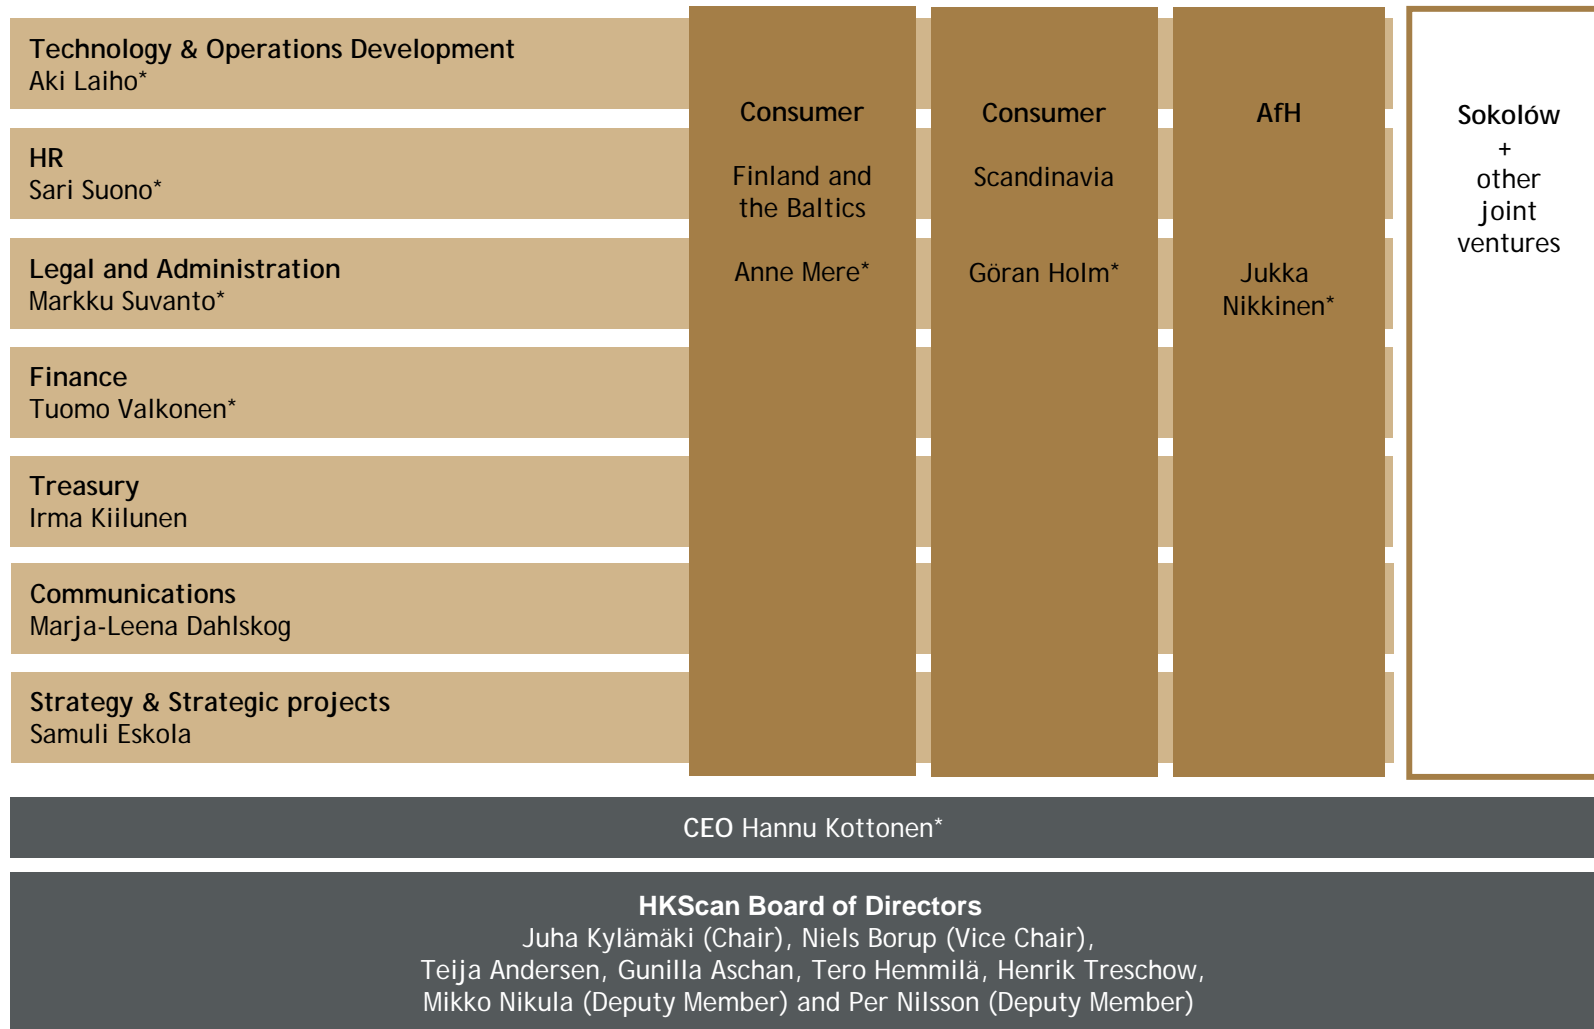 Technology & Operations Development
Aki Laiho*
HR
Sari Suono*
Legal and Administration
Markku Suvanto*
Finance
Tuomo Valkonen*
Treasury
Irma Kiilunen
Communications
Marja-Leena Dahlskog
Strategy & Strategic projects
Samuli Eskola
Consumer
Finland and
the Baltics
Anne Mere*
Consumer
Scandinavia
Göran Holm*
AfH
Jukka
Nikkinen*
Sokolów
+
other
joint
ventures
CEO Hannu Kottonen*
HKScan Board of Directors
Juha Kylämäki (Chair), Niels Borup (Vice Chair),
Teija Andersen, Gunilla Aschan, Tero Hemmilä, Henrik Treschow,
Mikko Nikula (Deputy Member) and Per Nilsson (Deputy Member)